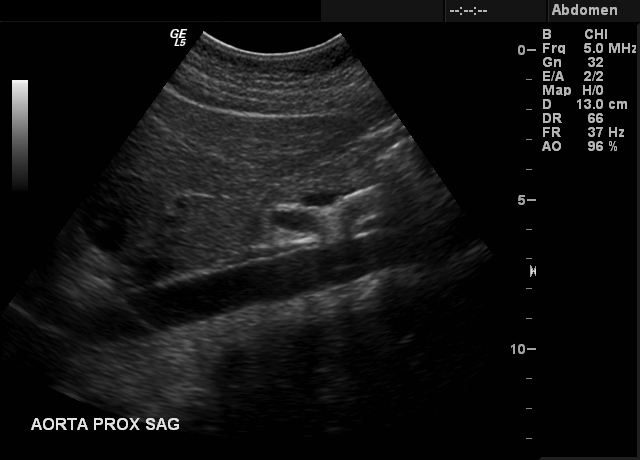 --:--:--
Abdomen
GE
L5
B CHI
Frq 5.0 MHz
Gn 32
E/A 2/2
Map H/0
D 13.0 cm
DR 66
FR 37 Hz
AO 96 %
0
5
10
AORTA PROX SAG